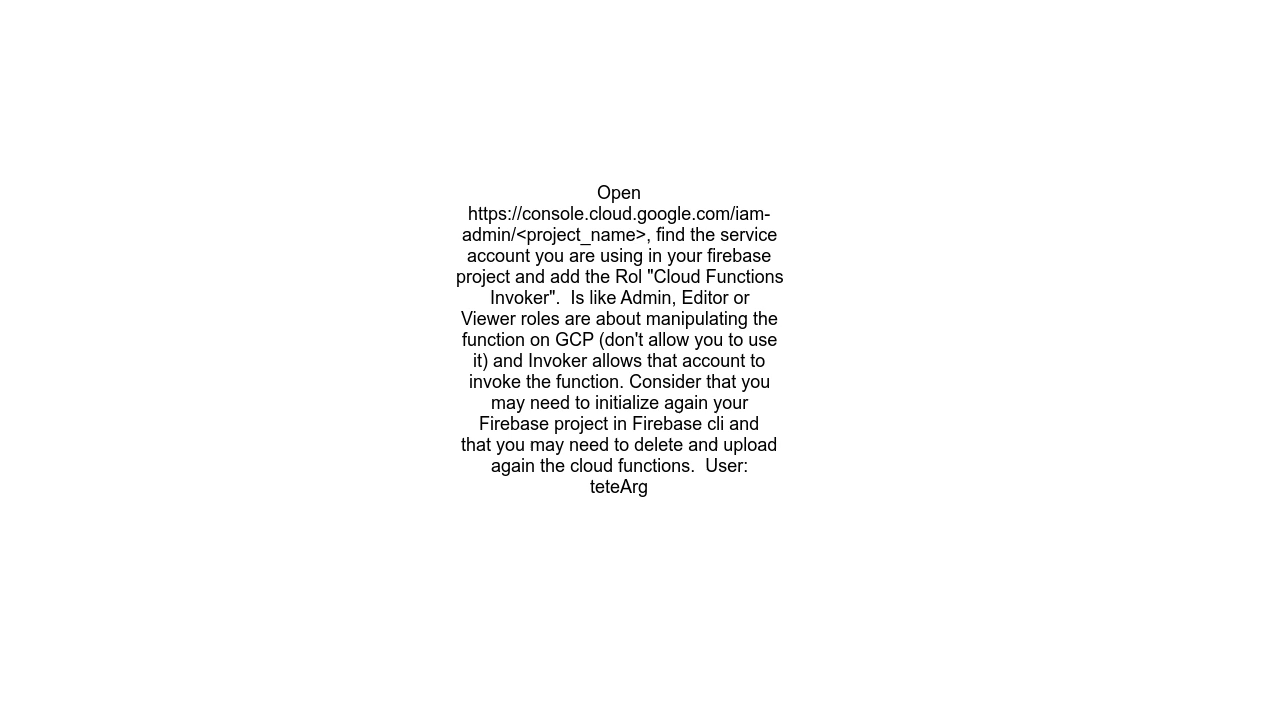 Open
https://console.cloud.google.com/iam-
admin/<project_name>, find the service
account you are using in your firebase
project and add the Rol "Cloud Functions
Invoker".  Is like Admin, Editor or
Viewer roles are about manipulating the
function on GCP (don't allow you to use
it) and Invoker allows that account to
invoke the function. Consider that you
may need to initialize again your
Firebase project in Firebase cli and
that you may need to delete and upload
again the cloud functions.  User:
teteArg